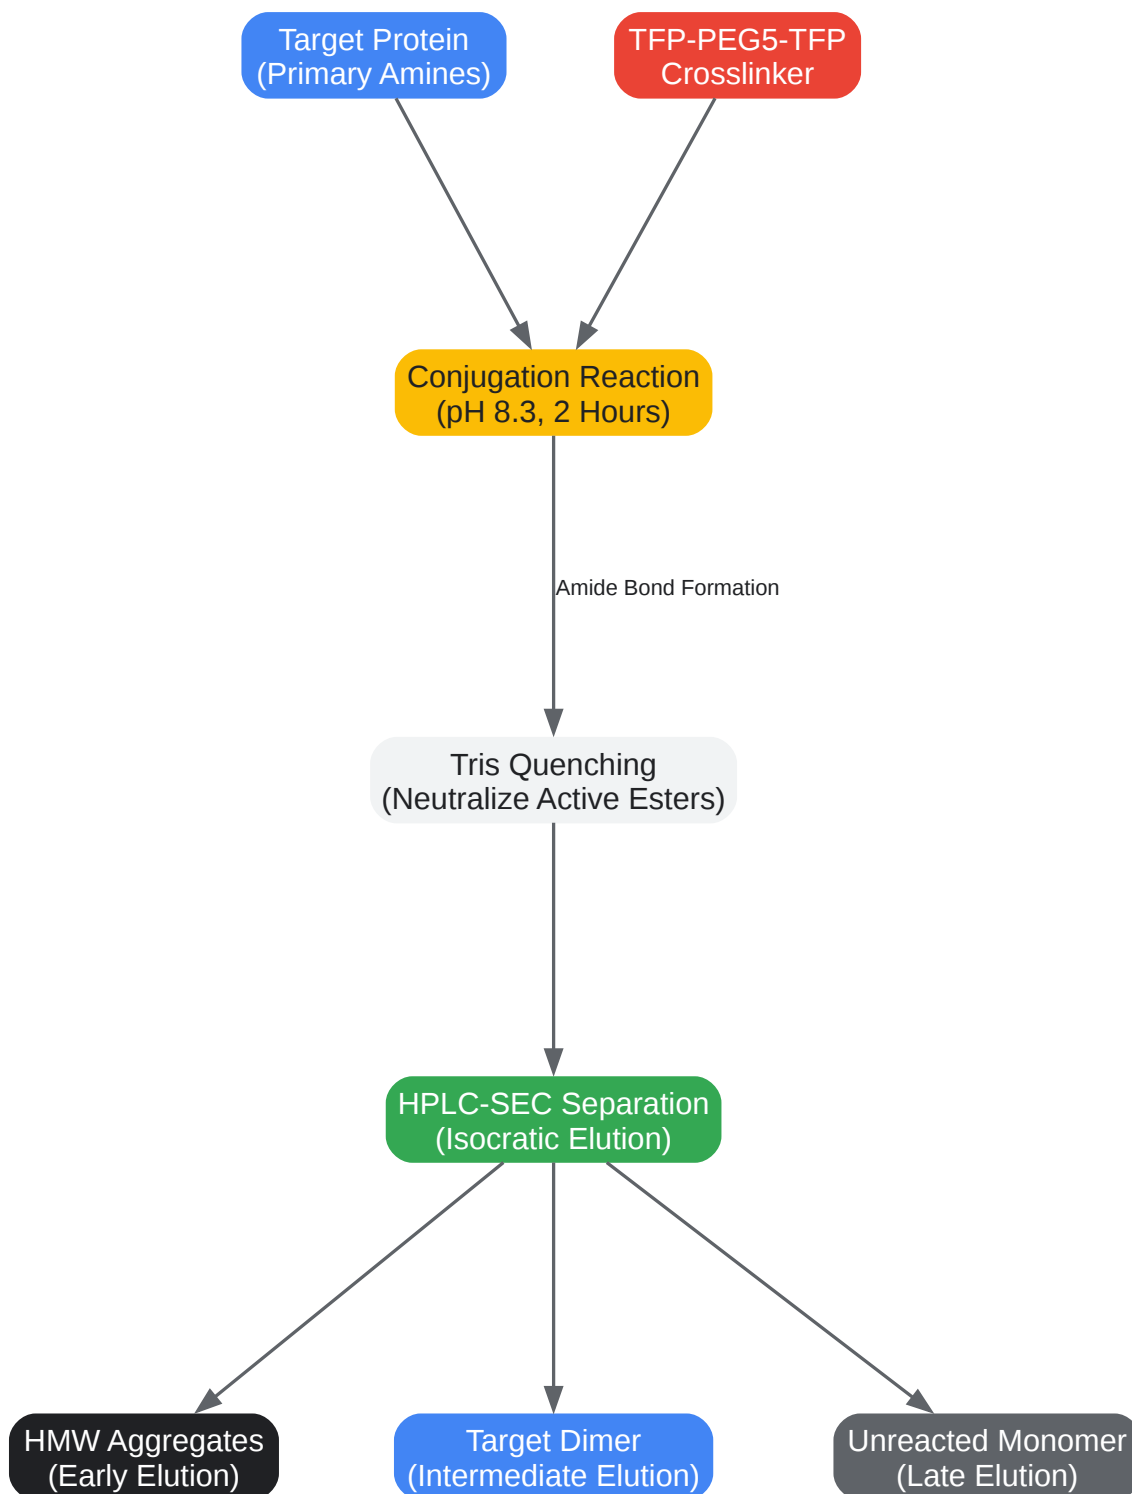 Target Protein
(Primary Amines)
TFP-PEG5-TFP
Crosslinker
Conjugation Reaction
(pH 8.3, 2 Hours)
Amide Bond Formation
Tris Quenching
(Neutralize Active Esters)
HPLC-SEC Separation
(Isocratic Elution)
HMW Aggregates
(Early Elution)
Target Dimer
(Intermediate Elution)
Unreacted Monomer
(Late Elution)